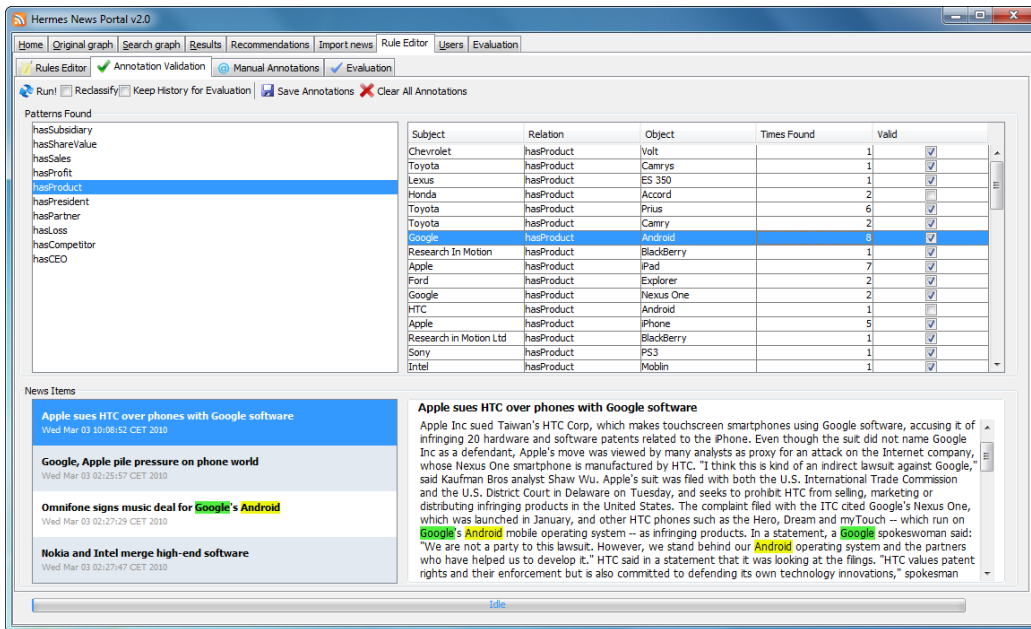 Hermes News Portal v2.0
Home Original graph Search graph Results Recommendations Import news Rule Editor Users Evaluation
Rules Editor Annotation Validation Manual Annotations Evaluation
Run! Reclassify Keep History for Evaluation Save Annotations Clear All Annotations
Patterns Found
hasSubsidiary
hasShareValue
hasSales
hasProfit
hasProduct
hasPresident
hasPartner
hasLoss
hasCompetitor
hasCEO
Subject Relation Object Times Found Valid
Chevrolet hasProduct Volt 1
Toyota hasProduct Camrys 1
Lexus hasProduct ES 350 1
Honda hasProduct Accord 2
Toyota hasProduct Prius 6
Toyota hasProduct Camry 2
Google hasProduct Android 8
Research In Motion hasProduct BlackBerry 1
Apple hasProduct iPad 7
Ford hasProduct Explorer 2
Google hasProduct Nexus One 2
HTC hasProduct Android 1
Apple hasProduct iPhone 5
Research in Motion Ltd hasProduct BlackBerry 1
Sony hasProduct PS3 1
Intel hasProduct Moblin 1
News Items
Apple sues HTC over phones with Google software
Wed Mar 03 10:08:52 CET 2010
Google, Apple pile pressure on phone world
Wed Mar 03 02:25:57 CET 2010
Omnifone signs music deal for Google's Android
Wed Mar 03 02:27:29 CET 2010
Nokia and Intel merge high-end software
Wed Mar 03 02:27:47 CET 2010
Apple sues HTC over phones with Google software
Apple Inc sued Taiwan's HTC Corp, which makes touchscreen smartphones using Google software, accusing it of
infringing 20 hardware and software patents related to the iPhone. Even though the suit did not name Google
Inc as a defendant, Apple's move was viewed by many analysts as proxy for an attack on the Internet company,
whose Nexus One smartphone is manufactured by HTC. "I think this is kind of an indirect lawsuit against Google,"
said Kaufman Bros analyst Shaw Wu. Apple's suit was filed with both the U.S. International Trade Commission
and the U.S. District Court in Delaware on Tuesday, and seeks to prohibit HTC from selling, marketing or
distributing infringing products in the United States. The complaint filed with the ITC cited Google's Nexus One,
which was launched in January, and other HTC phones such as the Hero, Dream and myTouch -- which run on
Google's Android mobile operating system -- as infringing products. In a statement, a Google spokeswoman said:
"We are not a party to this lawsuit. However, we stand behind our Android operating system and the partners
who have helped us to develop it." HTC said in a statement that it was looking at the filings. "HTC values patent
rights and their enforcement but is also committed to defending its own technology innovations," spokesman
Idle